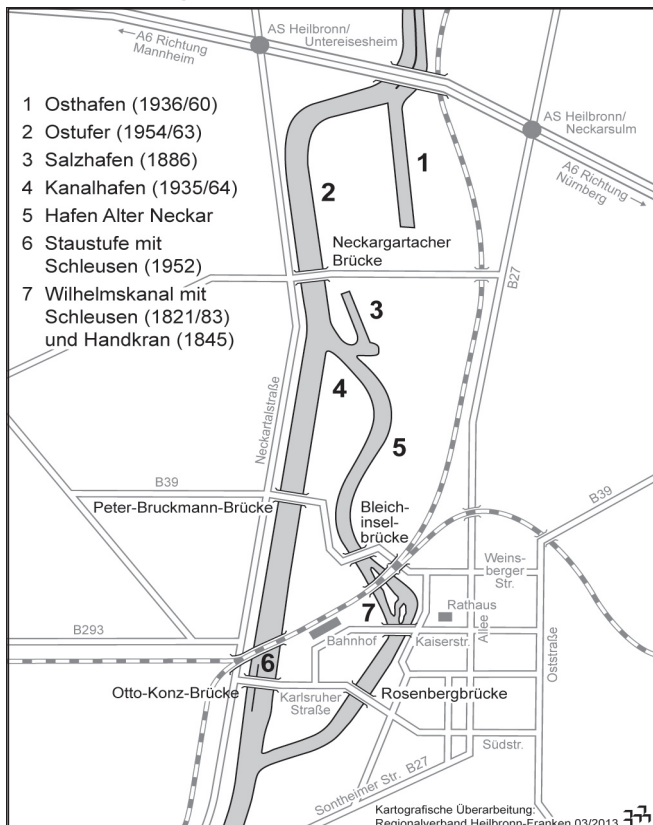 AS Heilbronn/
Untereisesheim
A6 Richtung
Mannheim
AS Heilbronn/
Neckarsulm
A6 Richtung
Nürnberg
1 Osthafen (1936/60)
2 Ostufer (1954/63)
3 Salzhafen (1886)
4 Kanalhafen (1935/64)
5 Hafen Alter Neckar
6 Staustufe mit
Schleusen (1952)
7 Wilhelmskanal mit
Schleusen (1821/83)
und Handkran (1845)
1
2
Neckargartacher
Brücke
B27
3
4
Neckartalstraße
5
B39
Peter-Bruckmann-Brücke
Bleich-
insel-
brücke
B39
Weins-
berger
Str.
7
Rathaus
Bahnhof
Kaiserstr.
Allee
Oststraße
B293
6
Otto-Konz-Brücke
Karlsruher
Straße
Rosenbergbrücke
Südstr.
Sontheimer Str. B27
Kartografische Überarbeitung:
Regionalverband Heilbronn-Franken 03/2013